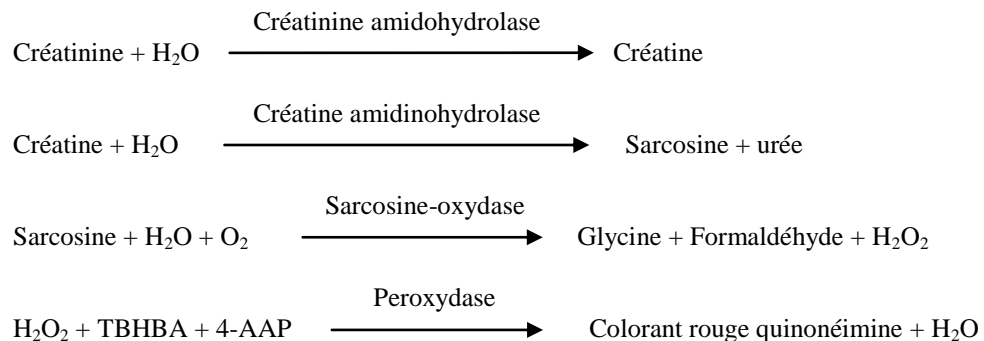 Créatinine amidohydrolase
Créatinine + H₂O → Créatine
Créatine amidinohydrolase
Créatine + H₂O → Sarcosine + urée
Sarcosine-oxydase
Sarcosine + H₂O + O₂ → Glycine + Formaldéhyde + H₂O₂
Peroxydase
H₂O₂ + TBHBA + 4-AAP → Colorant rouge quinonéimine + H₂O